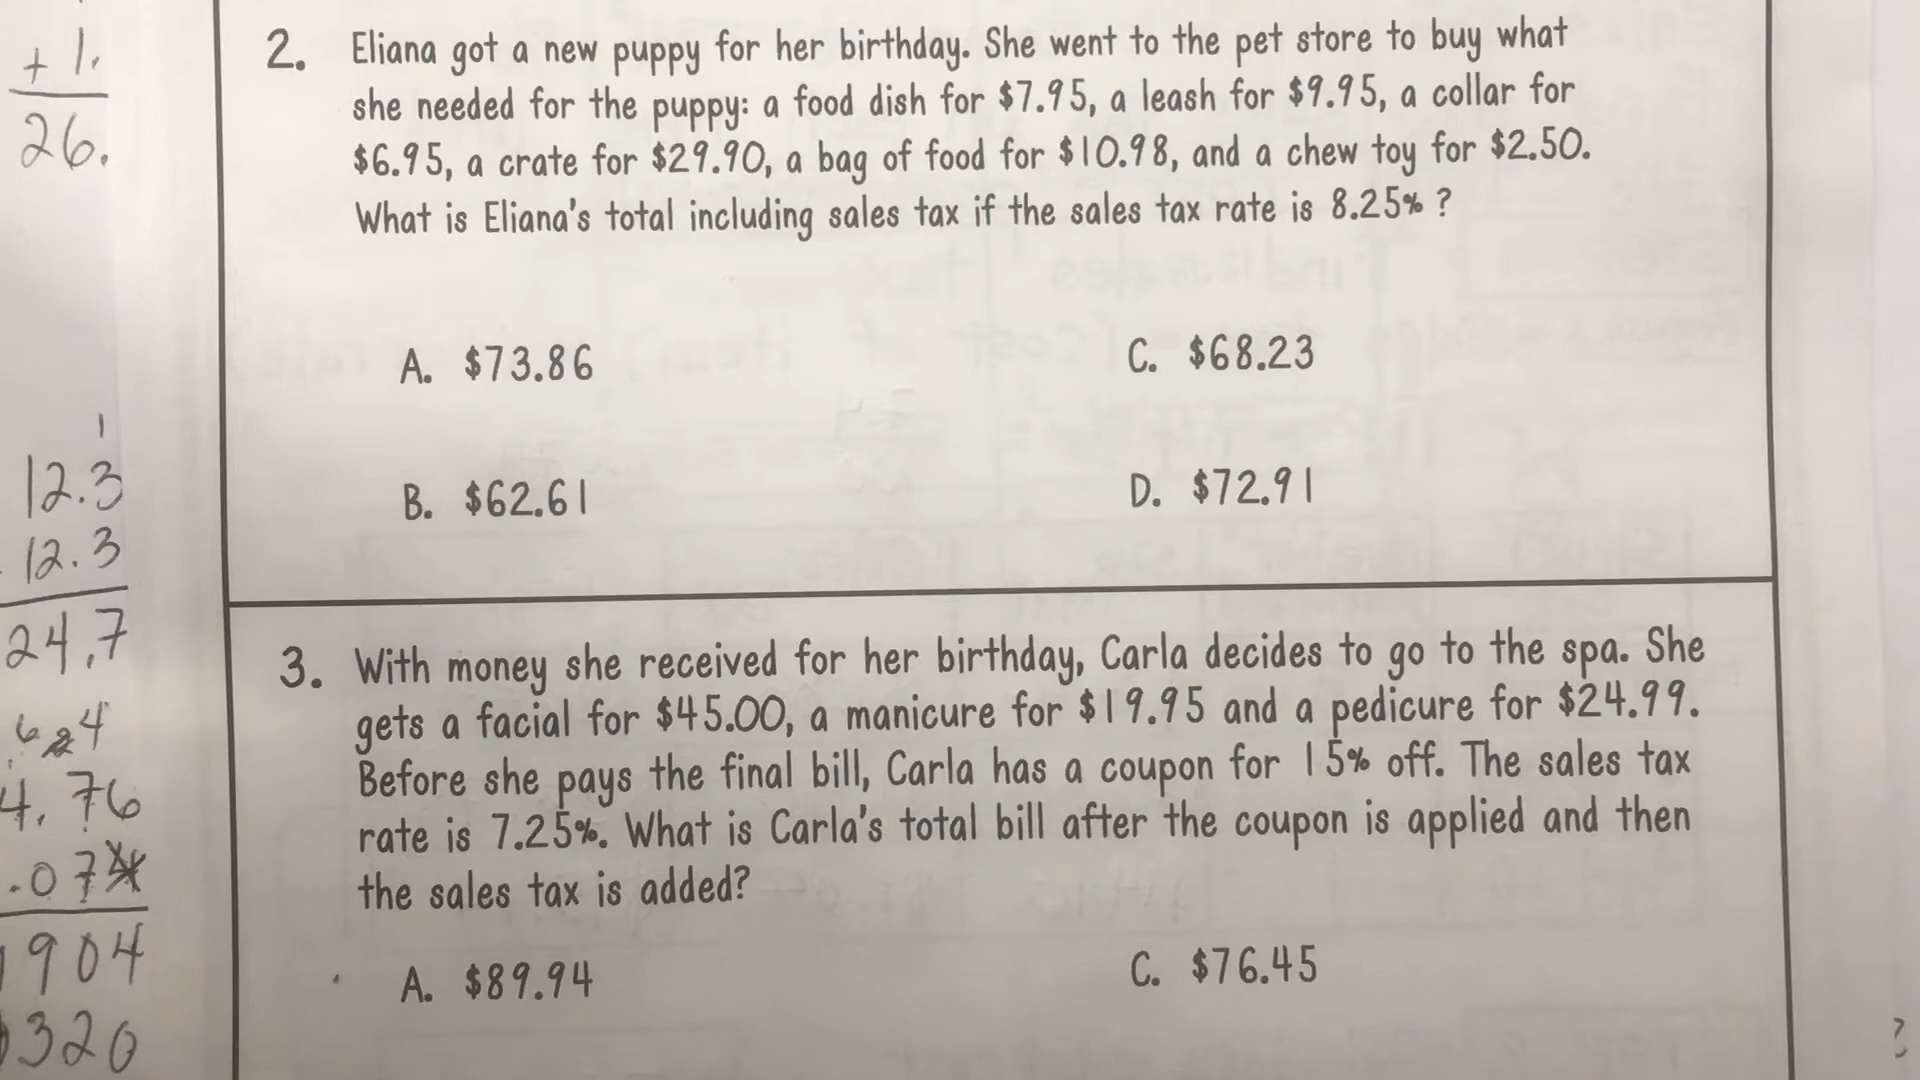 + 1.
26.
2. Eliana got a new puppy for her birthday. She went to the pet store to buy what
she needed for the puppy: a food dish for $7.95, a leash for $9.95, a collar for
$6.95, a crate for $29.90, a bag of food for $10.98, and a chew toy for $2.50.
What is Eliana's total including sales tax if the sales tax rate is 8.25% ?
A. $73.86
C. $68.23
B. $62.61
D. $72.91
1
12.3
12.3
24.7
4.76
904
320
3. With money she received for her birthday, Carla decides to go to the spa. She
gets a facial for $45.00, a manicure for $19.95 and a pedicure for $24.99.
Before she pays the final bill, Carla has a coupon for 15% off. The sales tax
rate is 7.25%. What is Carla's total bill after the coupon is applied and then
the sales tax is added?
A. $89.94
C. $76.45